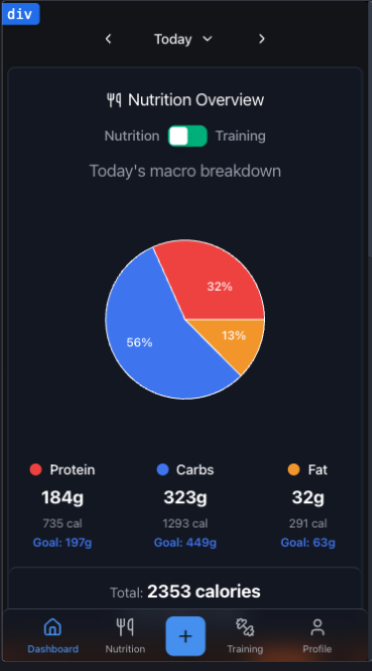 div
Today
Nutrition Overview
Nutrition Training
Today's macro breakdown
32%
56%
13%
Protein Carbs Fat
184g 323g 32g
735 cal 1293 cal 291 cal
Goal: 197g Goal: 449g Goal: 63g
Total: 2353 calories
+
Dashboard Nutrition Training Profile